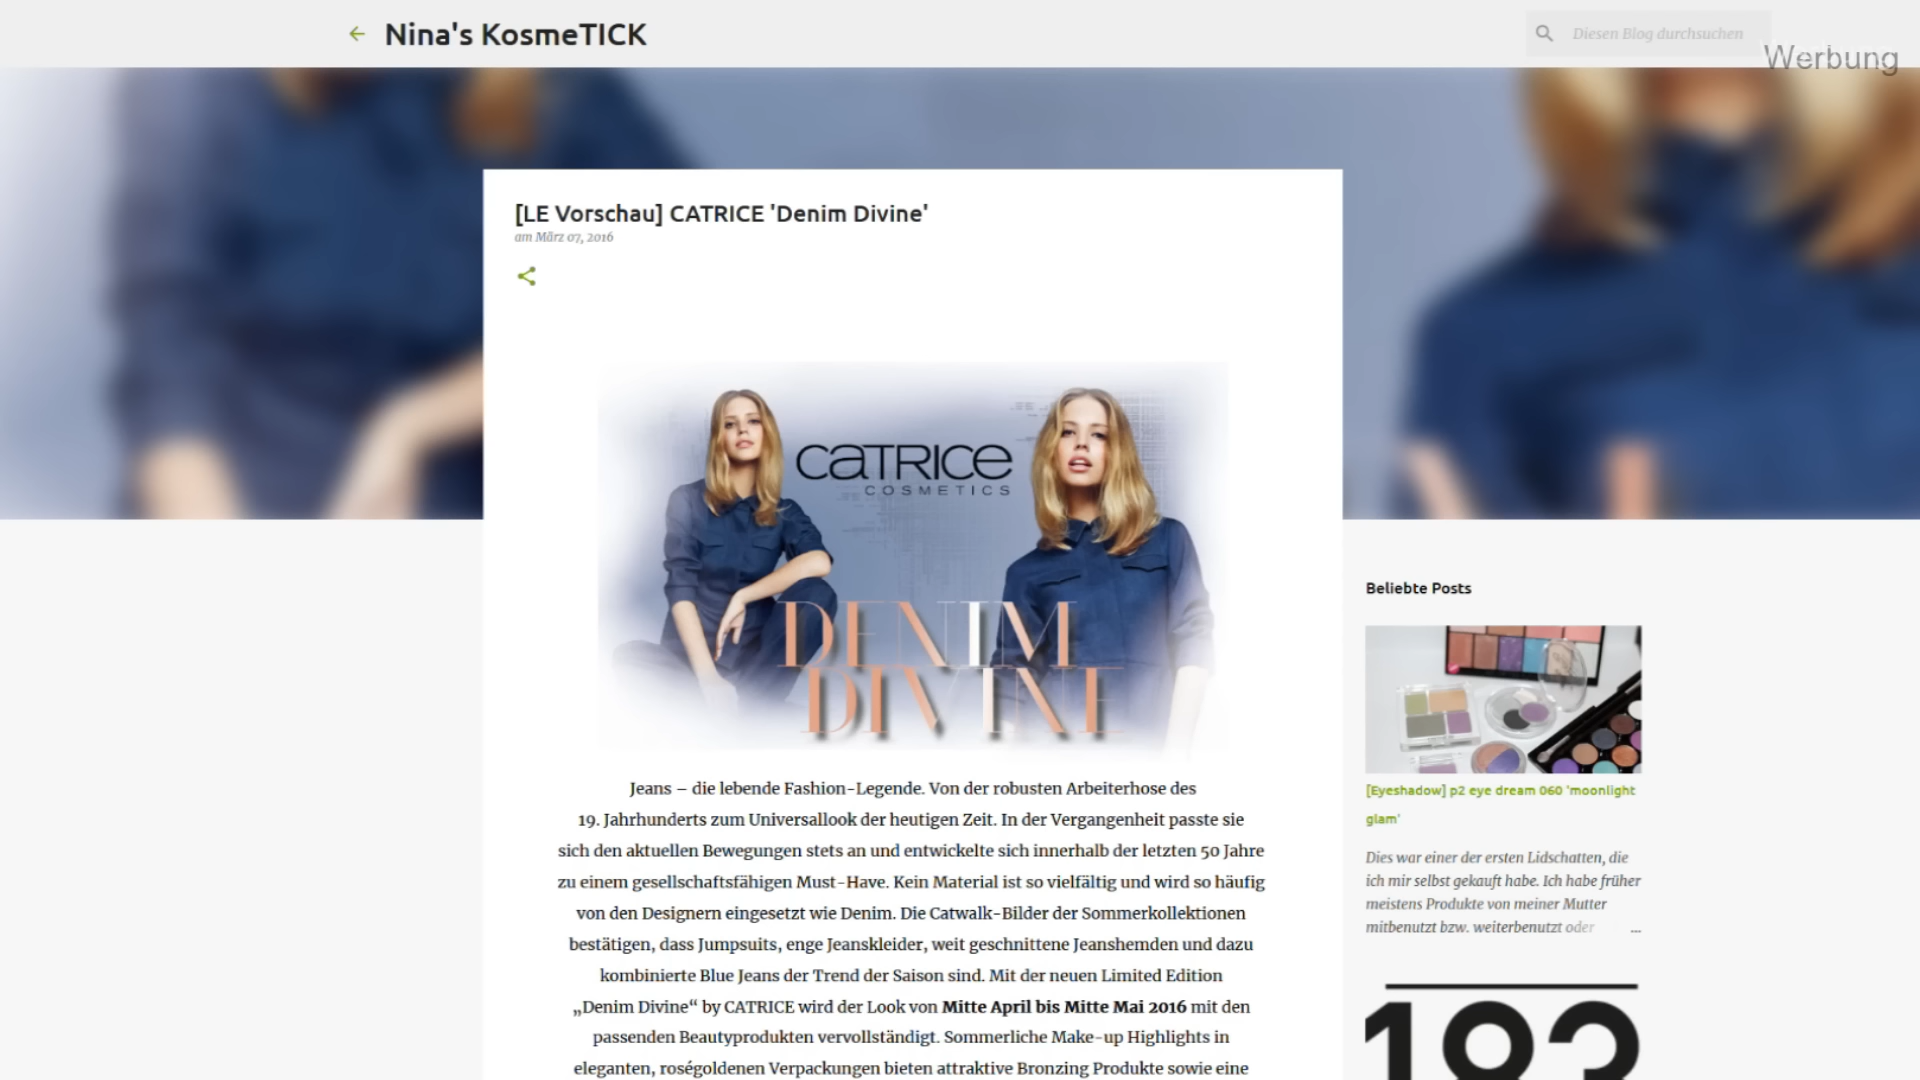 Nina's KosmeTICK
Diesen Blog durchsuchen
Werbung
[LE Vorschau] CATRICE 'Denim Divine'
am März 07, 2016
CATRICE
COSMETICS
DENIM
DIVINE
Jeans – die lebende Fashion-Legende. Von der robusten Arbeiterhose des
19. Jahrhunderts zum Universallook der heutigen Zeit. In der Vergangenheit passte sie
sich den aktuellen Bewegungen stets an und entwickelte sich innerhalb der letzten 50 Jahre
zu einem gesellschaftsfähigen Must-Have. Kein Material ist so vielfältig und wird so häufig
von den Designern eingesetzt wie Denim. Die Catwalk-Bilder der Sommerkollektionen
bestätigen, dass Jumpsuits, enge Jeanskleider, weit geschnittene Jeanshemden und dazu
kombinierte Blue Jeans der Trend der Saison sind. Mit der neuen Limited Edition
„Denim Divine“ by CATRICE wird der Look von Mitte April bis Mitte Mai 2016 mit den
passenden Beautyprodukten vervollständigt. Sommerliche Make-up Highlights in
eleganten, roségoldenen Verpackungen bieten attraktive Bronzing Produkte sowie eine
Beliebte Posts
[Eyeshadow] p2 eye dream 060 'moonlight
glam'
Dies war einer der ersten Lidschatten, die
ich mir selbst gekauft habe. Ich habe früher
meistens Produkte von meiner Mutter
mitbenutzt bzw. weiterbenutzt oder ...
183